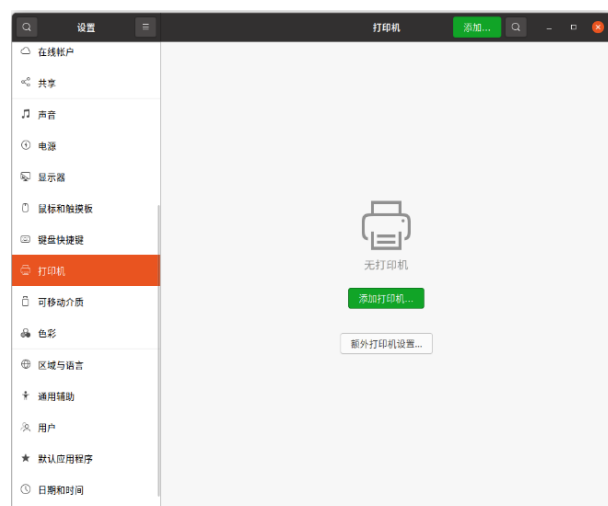 设置
打印机
添加...
在线帐户
共享
声音
电源
显示器
鼠标和触摸板
键盘快捷键
打印机
可移动介质
色彩
区域与语言
通用辅助
用户
默认应用程序
日期和时间
无打印机
添加打印机...
额外打印机设置...